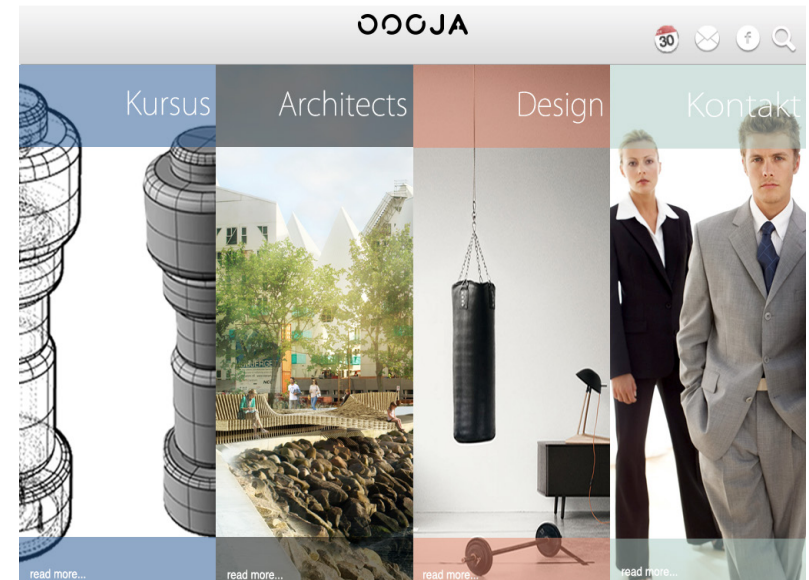 OOOJA
30
f
Kursus
Architects
Design
Kontakt
read more...
read more...
read more...
read more...